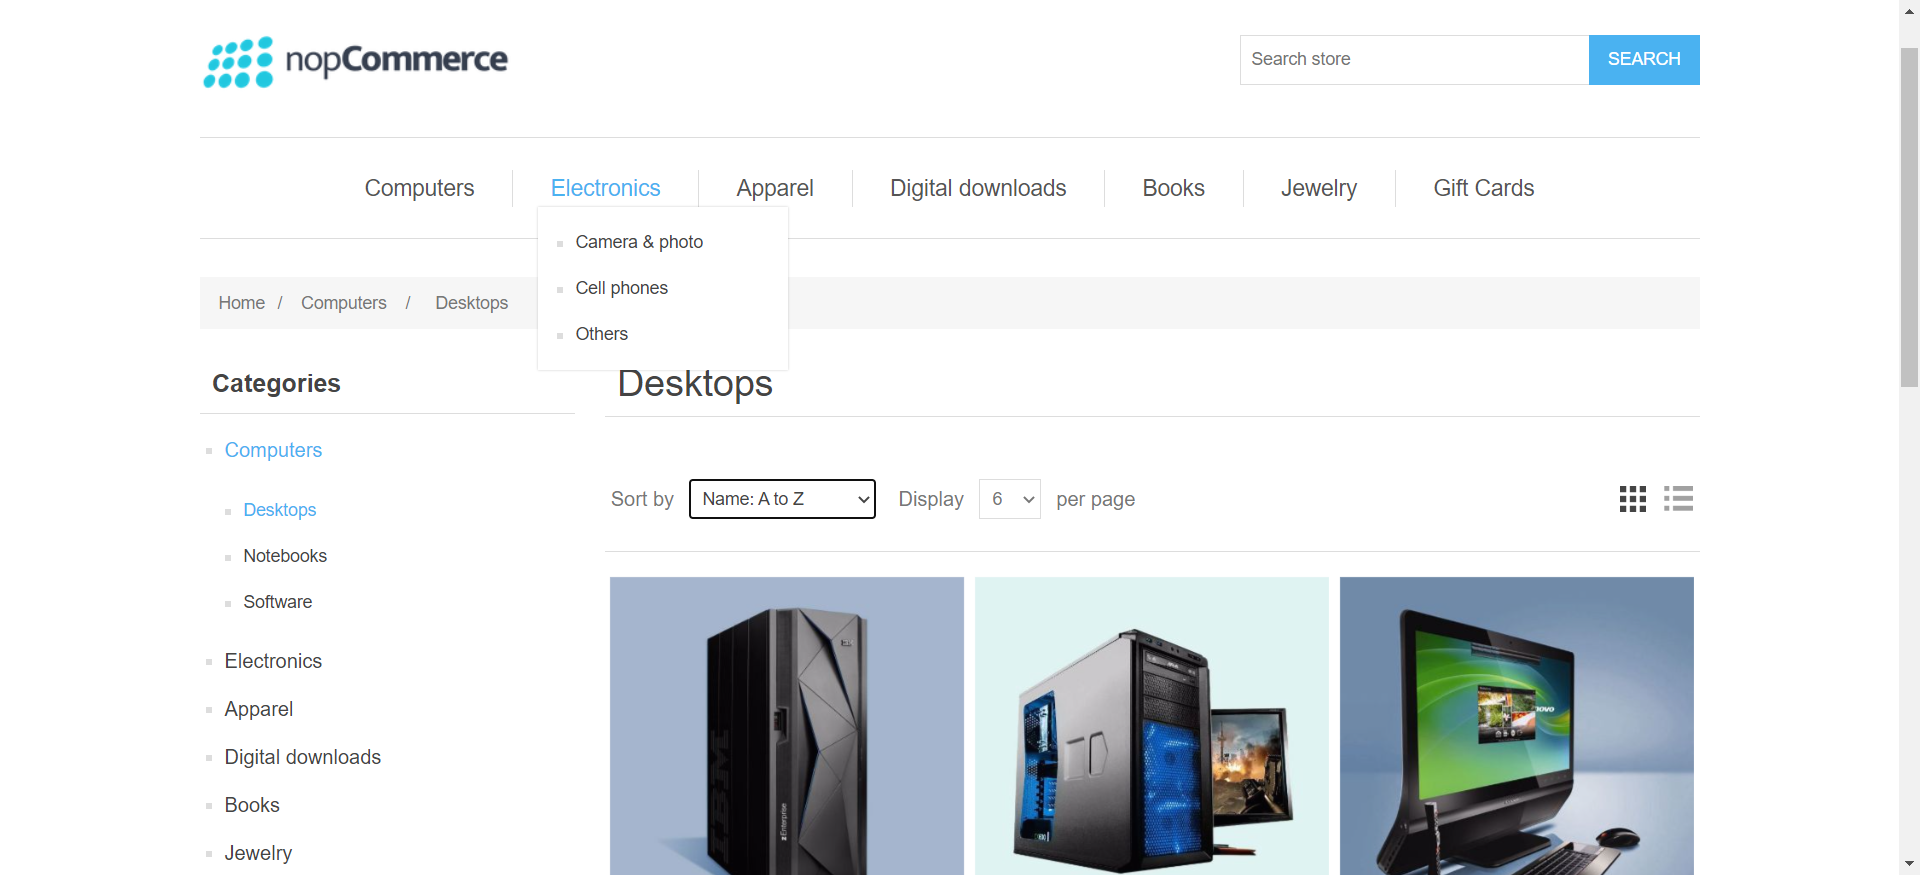 nopCommerce
Search store
SEARCH
Computers
Electronics
Apparel
Digital downloads
Books
Jewelry
Gift Cards
Camera & photo
Cell phones
Others
Home / Computers / Desktops
Categories
Computers
Desktops
Notebooks
Software
Electronics
Apparel
Digital downloads
Books
Jewelry
Desktops
Sort by Name: A to Z Display 6 per page
IBM
zEnterprise